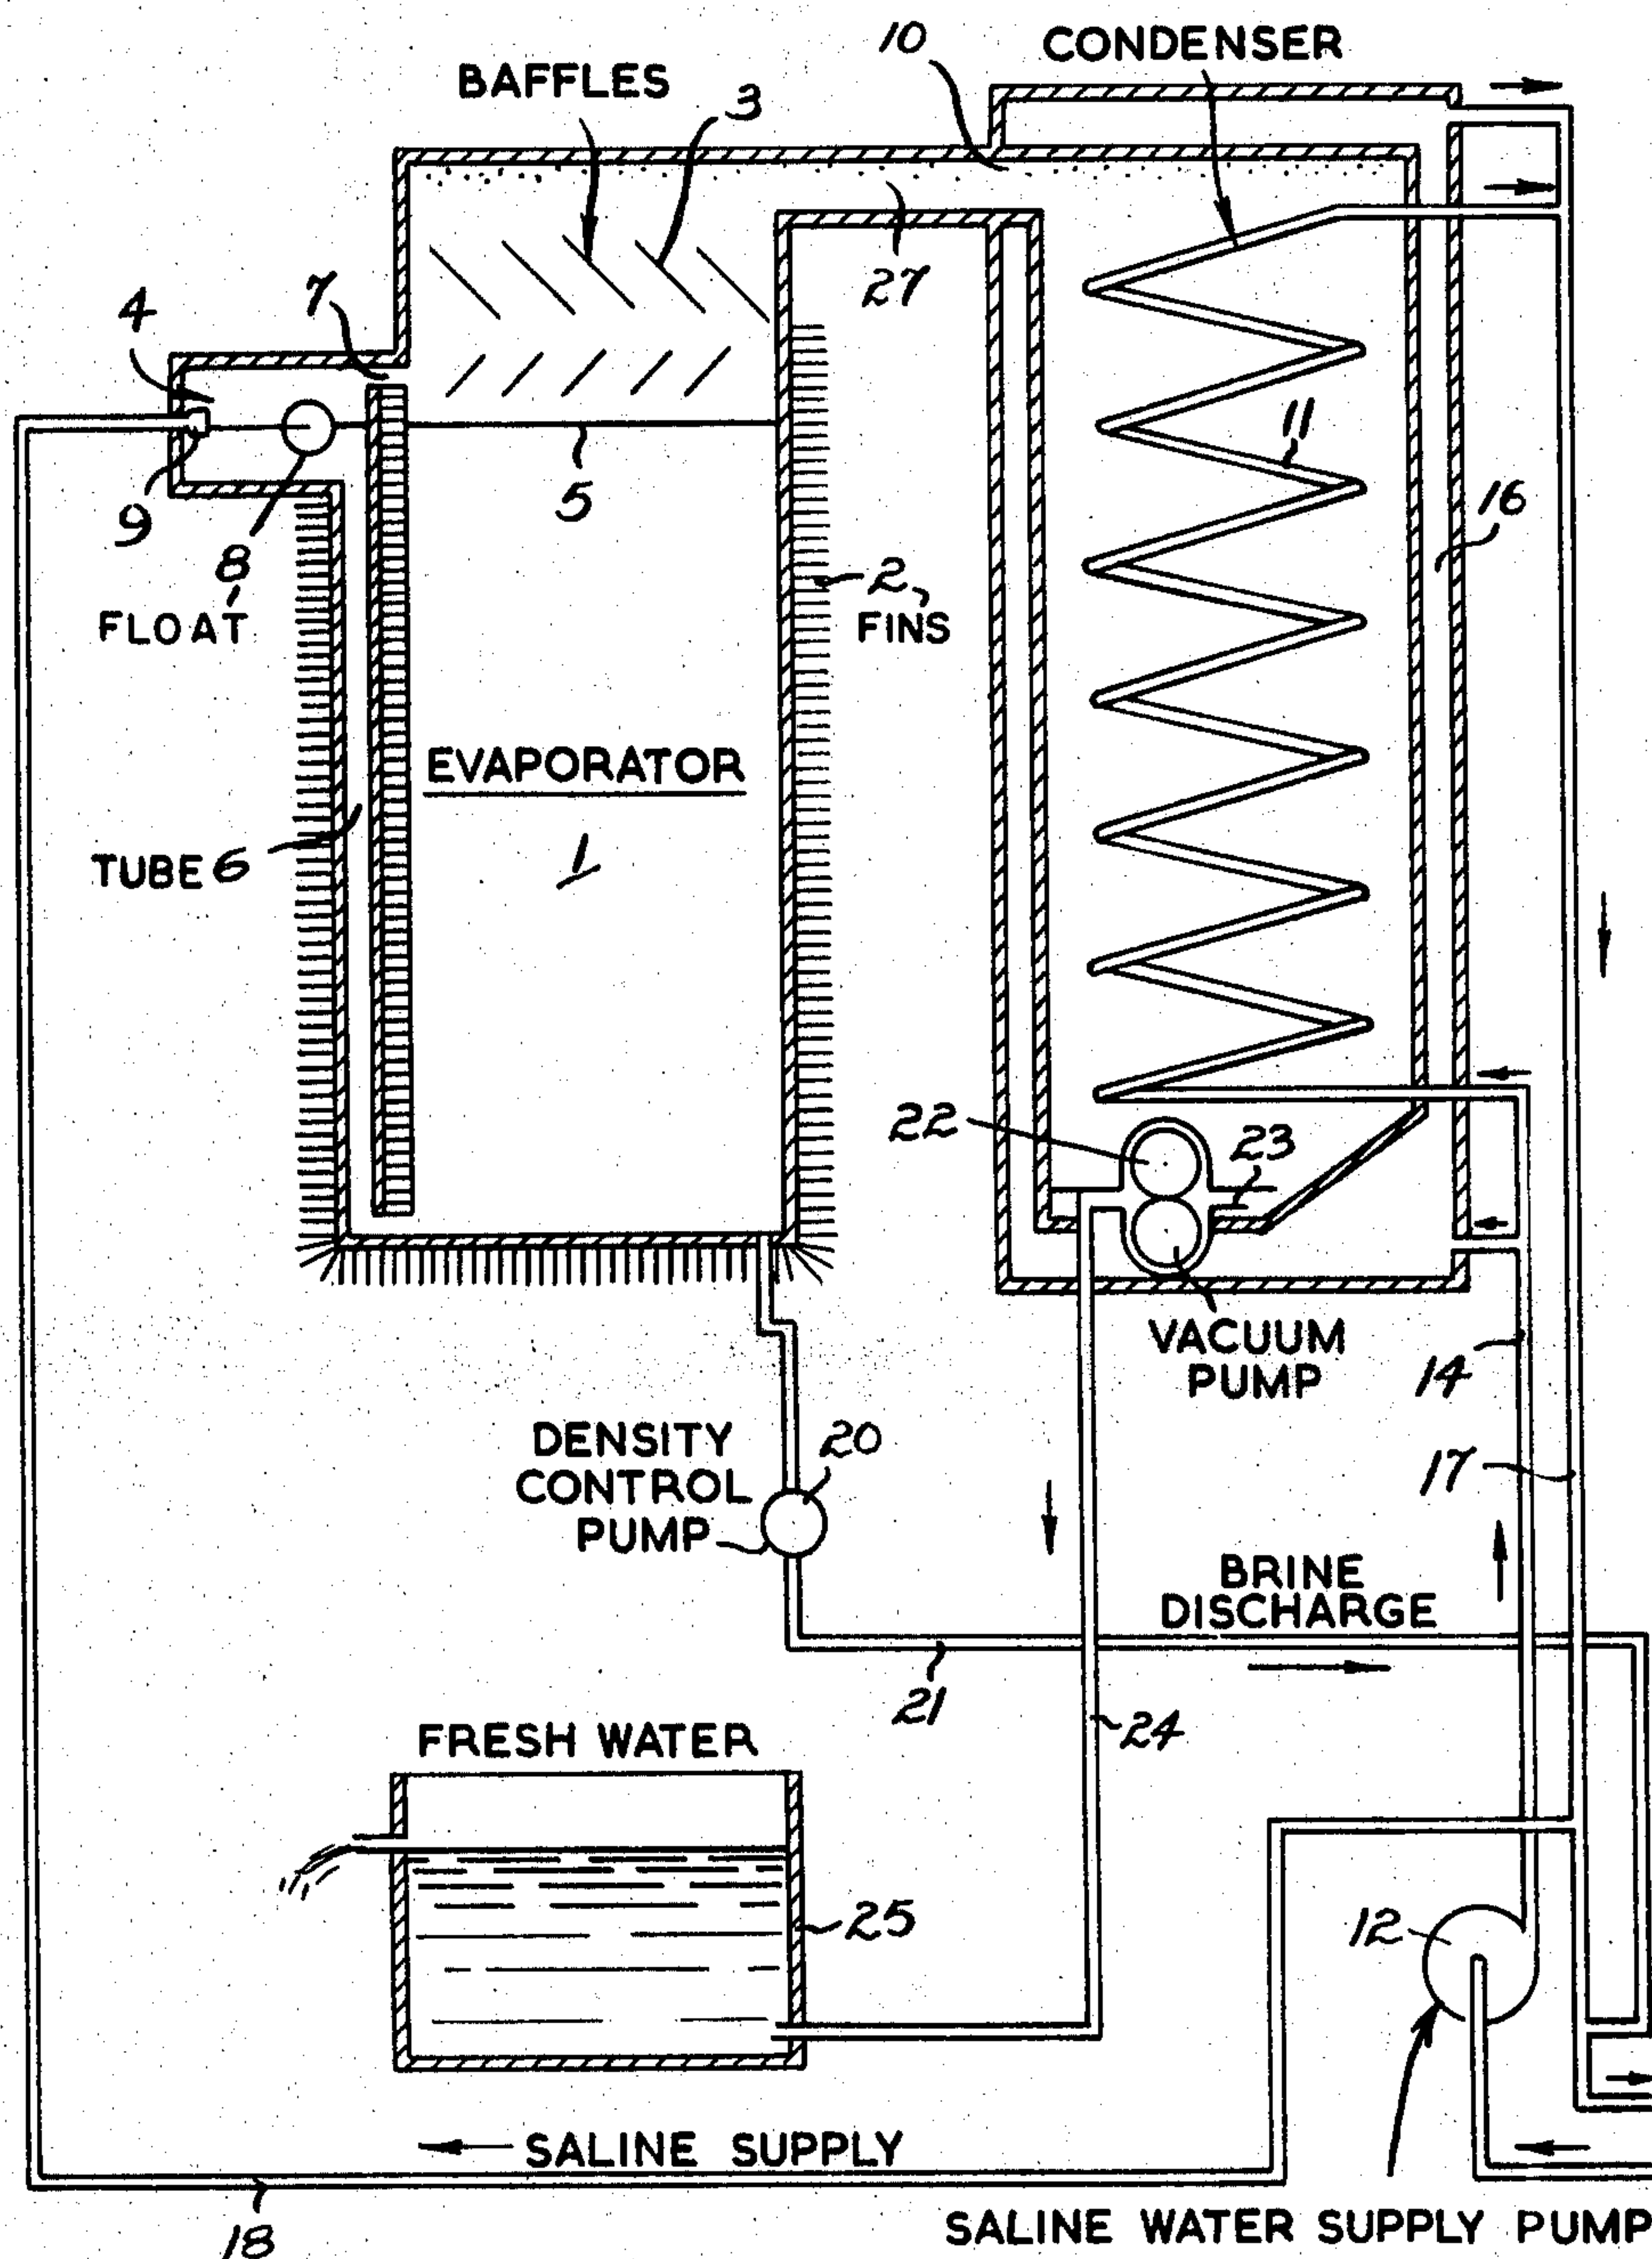 10
CONDENSER
BAFFLES
3
27
7
4
11
5
16
9
8
FLOAT
2
FINS
EVAPORATOR
1
TUBE 6
22
23
VACUUM
PUMP
14
DENSITY
CONTROL
PUMP
20
17
BRINE
DISCHARGE
21
24
FRESH WATER
25
12
SALINE SUPPLY
18
SALINE WATER SUPPLY PUMP